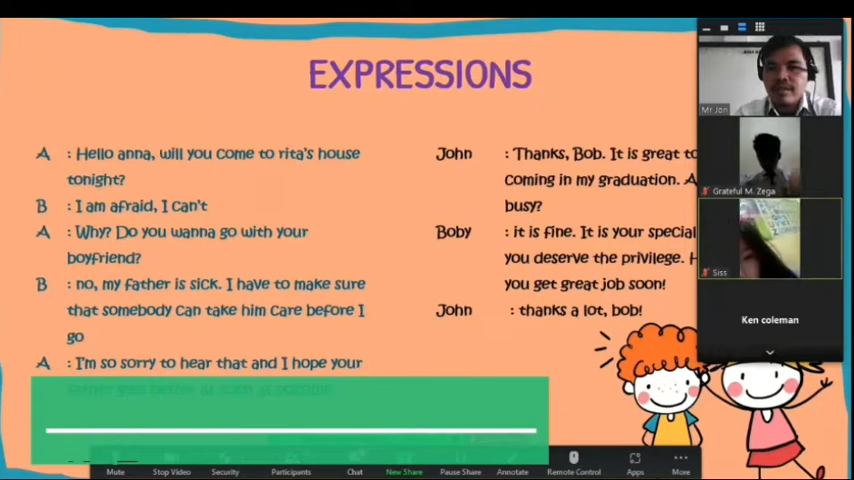 EXPRESSIONS
A : Hello anna, will you come to rita's house
tonight?
B : I am afraid, I can't
A : Why? Do you wanna go with your
boyfriend?
B : no, my father is sick. I have to make sure
that somebody can take him care before I
go
A : I'm so sorry to hear that and I hope your
John : Thanks, Bob. It is great to
coming in my graduation. A
busy?
Boby : it is fine. It is your special
you deserve the privilege. H
you get great job soon!
John : thanks a lot, bob!
Mr Jon
Grateful M. Zega
Siss
Ken coleman
Mute
Stop Video
Security
Participants
Chat
New Share
Pause Share
Annotate
Remote Control
Apps
More